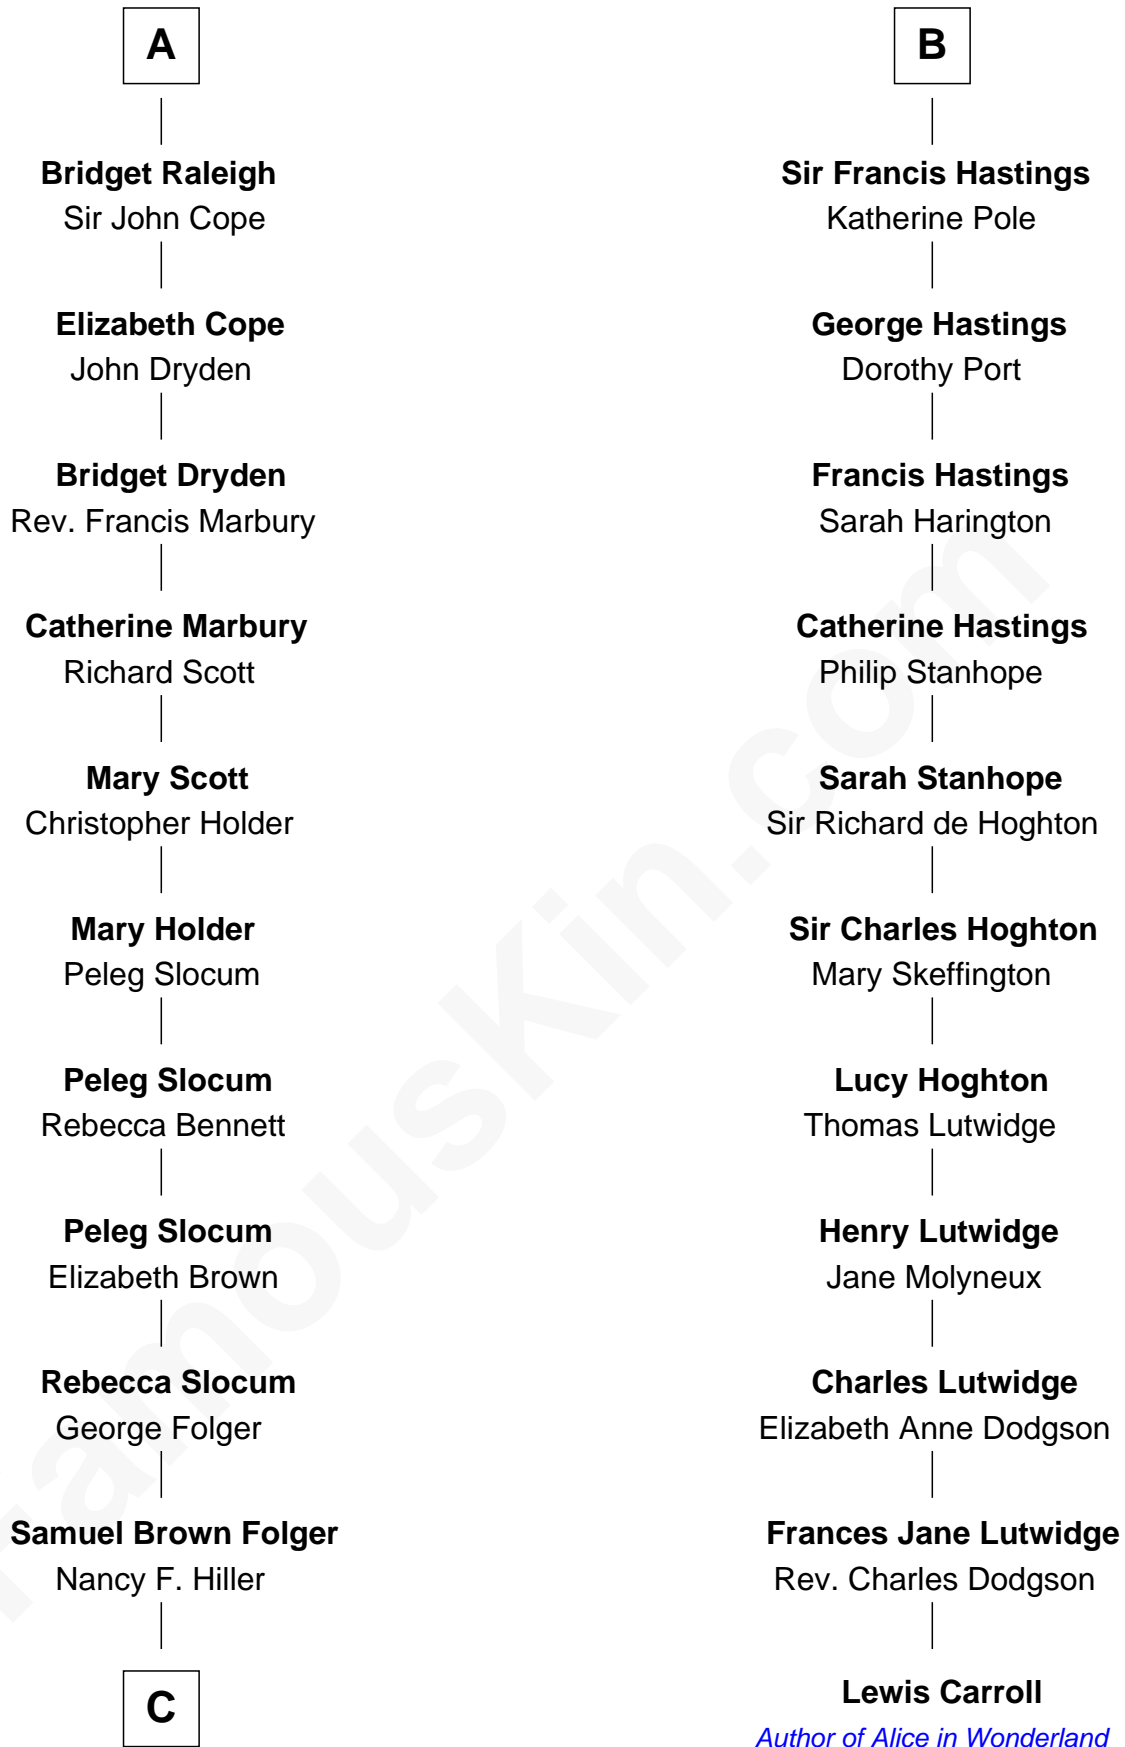 A
Bridget Raleigh
Sir John Cope
Elizabeth Cope
John Dryden
Bridget Dryden
Rev. Francis Marbury
Catherine Marbury
Richard Scott
Mary Scott
Christopher Holder
Mary Holder
Peleg Slocum
Peleg Slocum
Rebecca Bennett
Peleg Slocum
Elizabeth Brown
Rebecca Slocum
George Folger
Samuel Brown Folger
Nancy F. Hiller
C
B
Sir Francis Hastings
Katherine Pole
George Hastings
Dorothy Port
Francis Hastings
Sarah Harington
Catherine Hastings
Philip Stanhope
Sarah Stanhope
Sir Richard de Hoghton
Sir Charles Hoghton
Mary Skeffington
Lucy Hoghton
Thomas Lutwidge
Henry Lutwidge
Jane Molyneux
Charles Lutwidge
Elizabeth Anne Dodgson
Frances Jane Lutwidge
Rev. Charles Dodgson
Lewis Carroll
Author of Alice in Wonderland
FamousKin.com